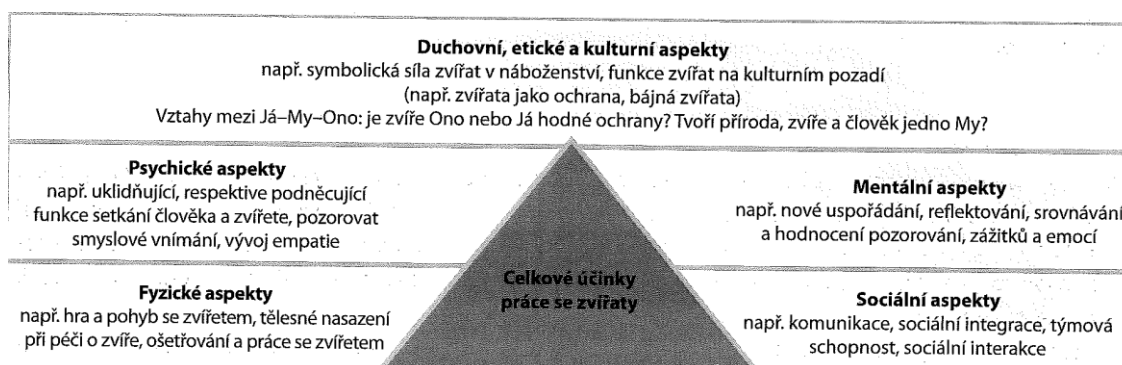 Duchovní, etické a kulturní aspekty
např. symbolická síla zvířat v náboženství, funkce zvířat na kulturním pozadí
(např. zvířata jako ochrana, bájná zvířata)
Vztahy mezi Já–My–Ono: je zvíře Ono nebo Já hodné ochrany? Tvoří příroda, zvíře a člověk jedno My?
Psychické aspekty
např. uklidňující, respektive podněcující
funkce setkání člověka a zvířete, pozorovat
smyslové vnímání, vývoj empatie
Mentální aspekty
např. nové uspořádání, reflektování, srovnávání
a hodnocení pozorování, zážitků a emocí
Fyzické aspekty
např. hra a pohyb se zvířetem, tělesné nasazení
při péči o zvíře, ošetřování a práce se zvířetem
Celkové účinky
práce se zvířaty
Sociální aspekty
např. komunikace, sociální integrace, týmová
schopnost, sociální interakce